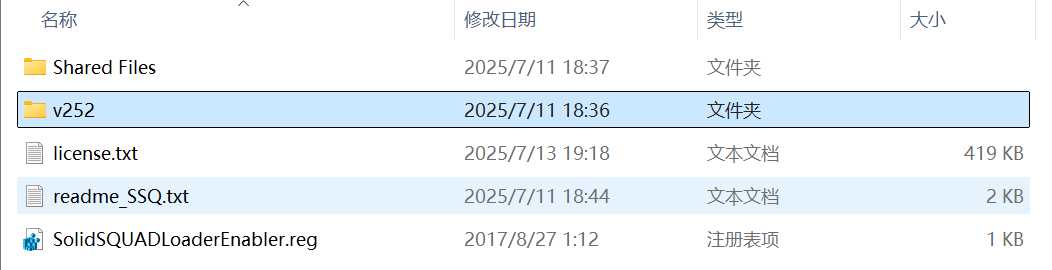 名称 修改日期 类型 大小
Shared Files 2025/7/11 18:37 文件夹
v252 2025/7/11 18:36 文件夹
license.txt 2025/7/13 19:18 文本文档 419 KB
readme_SSQ.txt 2025/7/11 18:44 文本文档 2 KB
SolidSQUADLoaderEnabler.reg 2017/8/27 1:12 注册表项 1 KB